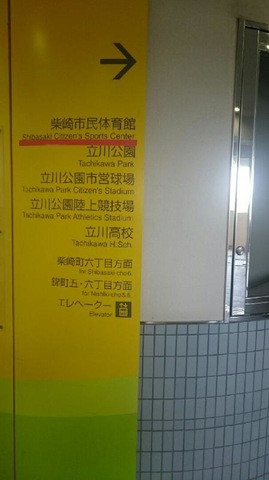 柴崎市民体育館
Shibasaki Citizen's Sports Center
立川公園
Tachikawa Park
立川公園市営球場
Tachikawa Park Citizen's Stadium
立川公園陸上競技場
Tachikawa Park Athletics Stadium
立川高校
Tachikawa H.Sch.
柴崎町六丁目方面
for Shibasaki-cho6.
錦町五・六丁目方面
for Nishiki-cho5,6.
エレベーター
Elevator